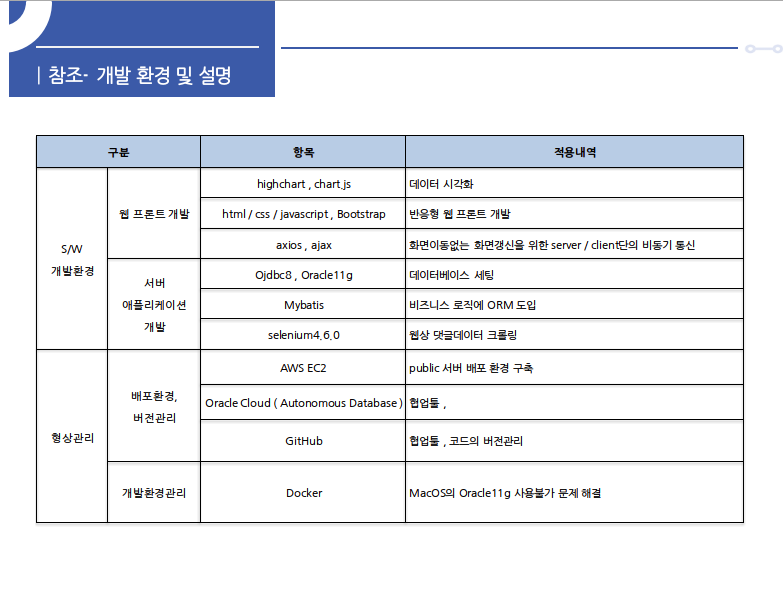 | 참조- 개발 환경 및 설명
구분 항목 적용내역
S/W
개발환경
웹 프론트 개발
highchart , chart.js 데이터 시각화
html / css / javascript , Bootstrap 반응형 웹 프론트 개발
axios , ajax 화면이동없는 화면갱신을 위한 server / client단의 비동기 통신
서버
애플리케이션
개발
Ojdbc8 , Oracle11g 데이터베이스 세팅
Mybatis 비즈니스 로직에 ORM 도입
selenium4.6.0 웹상 댓글데이터 크롤링
형상관리
배포환경,
버전관리
AWS EC2 public 서버 배포 환경 구축
Oracle Cloud ( Autonomous Database ) 협업툴 ,
GitHub 협업툴 , 코드의 버전관리
개발환경관리 Docker MacOS의 Oracle11g 사용불가 문제 해결